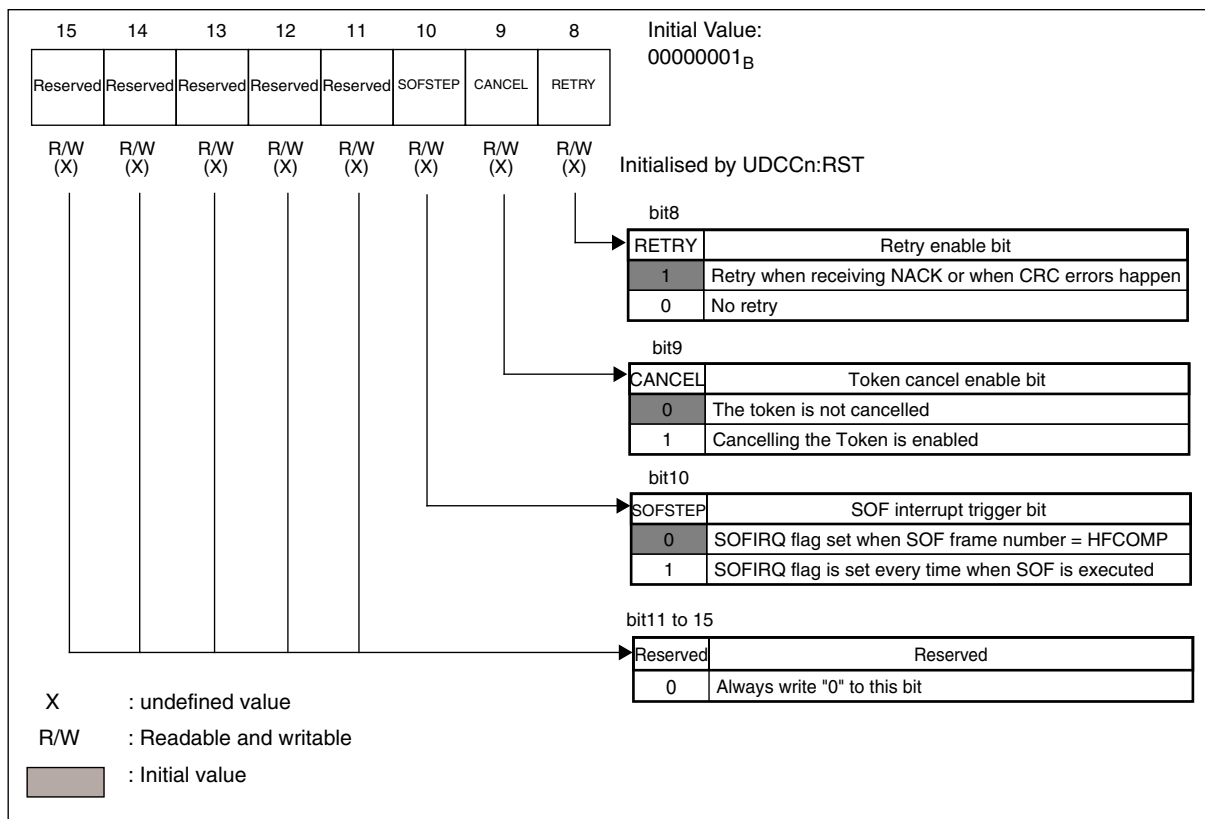 15 14 13 12 11 10 9 8
Initial Value:
00000001B
Reserved Reserved Reserved Reserved Reserved SOFSTEP CANCEL RETRY
R/W R/W R/W R/W R/W R/W R/W R/W
(X) (X) (X) (X) (X) (X) (X) (X)
Initialised by UDCCn:RST
bit8
RETRY Retry enable bit
1 Retry when receiving NACK or when CRC errors happen
0 No retry
bit9
CANCEL Token cancel enable bit
0 The token is not cancelled
1 Cancelling the Token is enabled
bit10
SOFSTEP SOF interrupt trigger bit
0 SOFIRQ flag set when SOF frame number = HFCOMP
1 SOFIRQ flag is set every time when SOF is executed
bit11 to 15
Reserved Reserved
0 Always write "0" to this bit
X : undefined value
R/W : Readable and writable
: Initial value